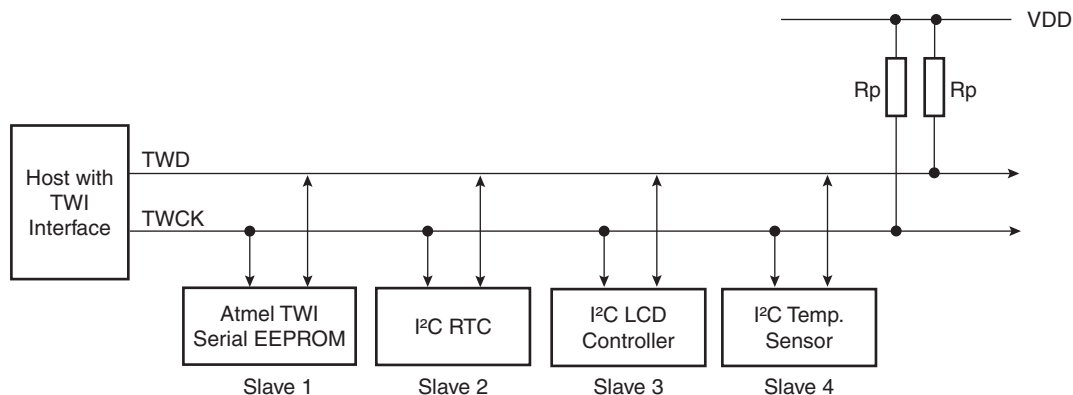 VDD
Rp
Rp
Host with
TWI
Interface
TWD
TWCK
Atmel TWI
Serial EEPROM
I²C RTC
I²C LCD
Controller
I²C Temp.
Sensor
Slave 1
Slave 2
Slave 3
Slave 4